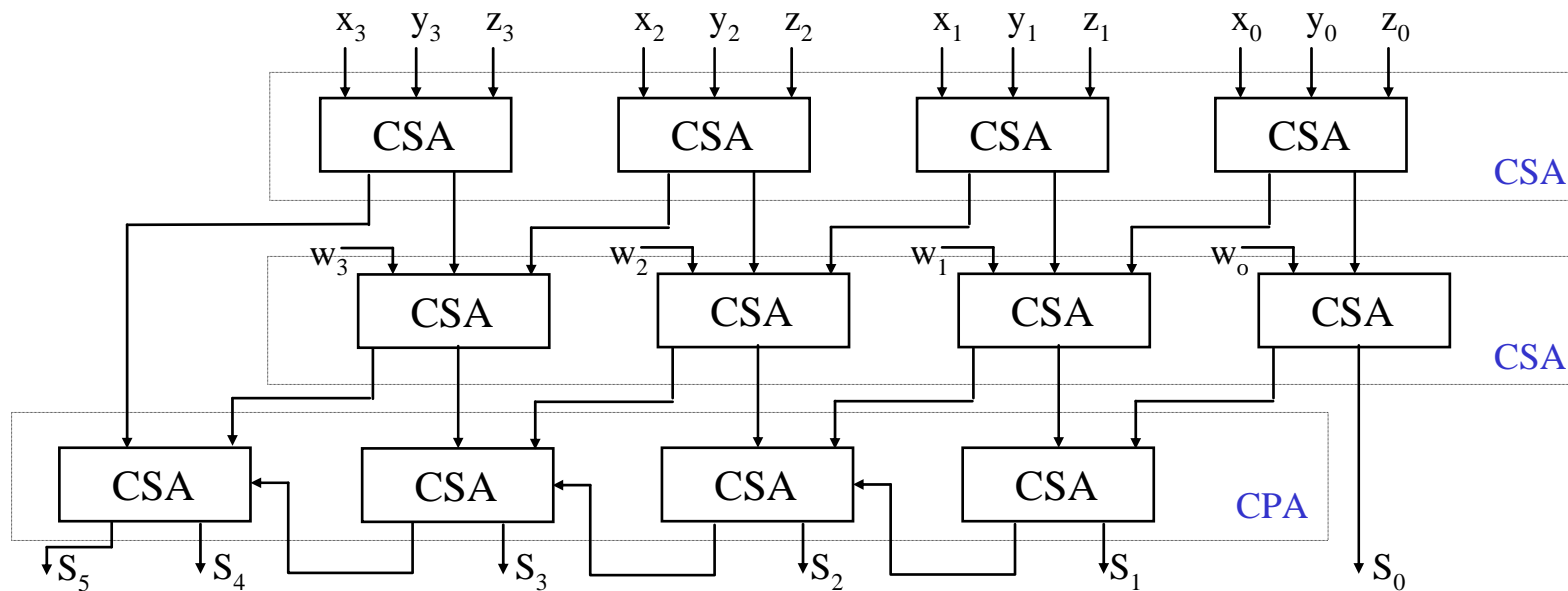 x₃ y₃ z₃ x₂ y₂ z₂ x₁ y₁ z₁ x₀ y₀ z₀
CSA CSA CSA CSA
CSA
w₃ w₂ w₁ wₒ
CSA CSA CSA CSA
CSA
CSA CSA CSA CSA
CPA
S₅ S₄ S₃ S₂ S₁ S₀